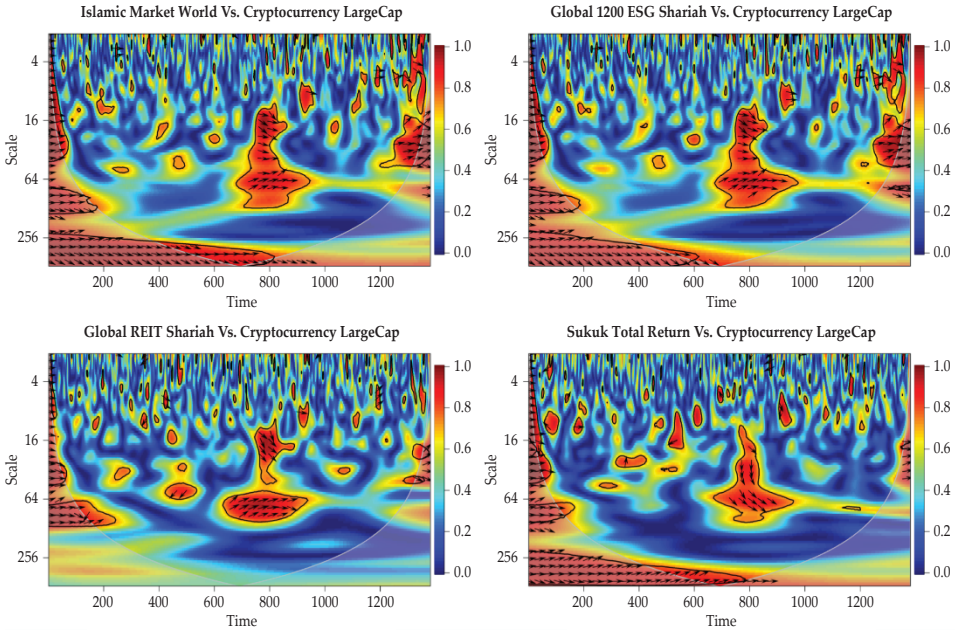 Islamic Market World Vs. Cryptocurrency LargeCap
Scale
4
16
64
256
200 400 600 800 1000 1200
Time
1.0
0.8
0.6
0.4
0.2
0.0
Global 1200 ESG Shariah Vs. Cryptocurrency LargeCap
Scale
4
16
64
256
200 400 600 800 1000 1200
Time
1.0
0.8
0.6
0.4
0.2
0.0
Global REIT Shariah Vs. Cryptocurrency LargeCap
Scale
4
16
64
256
200 400 600 800 1000 1200
Time
1.0
0.8
0.6
0.4
0.2
0.0
Sukuk Total Return Vs. Cryptocurrency LargeCap
Scale
4
16
64
256
200 400 600 800 1000 1200
Time
1.0
0.8
0.6
0.4
0.2
0.0